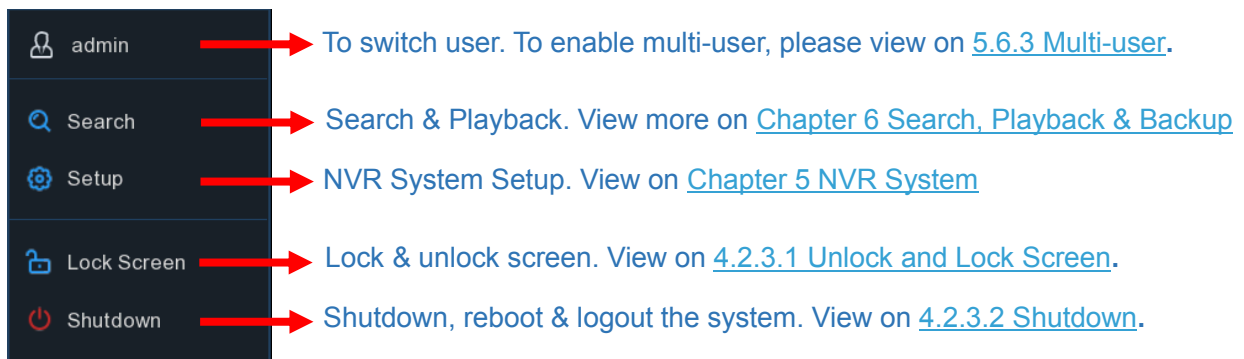 admin To switch user. To enable multi-user, please view on 5.6.3 Multi-user.
Search Search & Playback. View more on Chapter 6 Search, Playback & Backup
Setup NVR System Setup. View on Chapter 5 NVR System
Lock Screen Lock & unlock screen. View on 4.2.3.1 Unlock and Lock Screen.
Shutdown Shutdown, reboot & logout the system. View on 4.2.3.2 Shutdown.